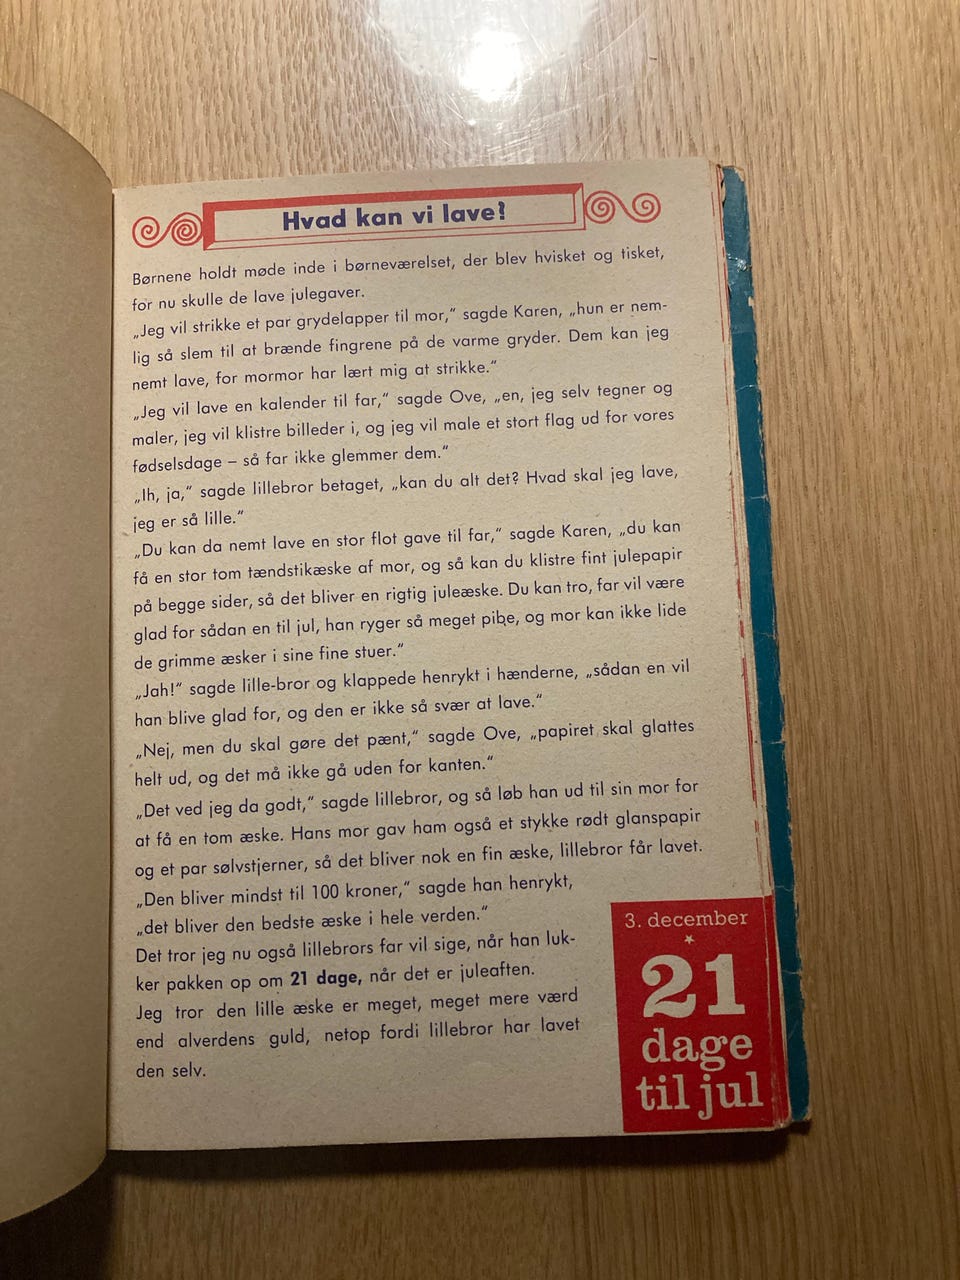 Hvad kan vi lave?
Børnene holdt møde inde i børneværelset, der blev hvisket og tisket,
for nu skulle de lave julegaver.
„Jeg vil strikke et par grydelapper til mor,“ sagde Karen, „hun er nem-
lig så slem til at brænde fingrene på de varme gryder. Dem kan jeg
nemt lave, for mormor har lært mig at strikke.“
„Jeg vil lave en kalender til far,“ sagde Ove, „en, jeg selv tegner og
maler, jeg vil klistre billeder i, og jeg vil male et stort flag ud for vores
fødselsdage – så far ikke glemmer dem.“
„Ih, ja,“ sagde lillebror betaget, „kan du alt det? Hvad skal jeg lave,
jeg er så lille.“
„Du kan da nemt lave en stor flot gave til far,“ sagde Karen, „du kan
få en stor tom tændstikæske af mor, og så kan du klistre fint julepapir
på begge sider, så det bliver en rigtig juleæske. Du kan tro, far vil være
glad for sådan en til jul, han ryger så meget pibe, og mor kan ikke lide
de grimme æsker i sine fine stuer.“
„Jah!“ sagde lille-bror og klappede henrykt i hænderne, „sådan en vil
han blive glad for, og den er ikke så svær at lave.“
„Nej, men du skal gøre det pænt,“ sagde Ove, „papiret skal glattes
helt ud, og det må ikke gå uden for kanten.“
„Det ved jeg da godt,“ sagde lillebror, og så løb han ud til sin mor for
at få en tom æske. Hans mor gav ham også et stykke rødt glanspapir
og et par sølvstjerner, så det bliver nok en fin æske, lillebror får lavet.
„Den bliver mindst til 100 kroner,“ sagde han henrykt,
„det bliver den bedste æske i hele verden.“
Det tror jeg nu også lillebrors far vil sige, når han luk-
ker pakken op om 21 dage, når det er juleaften.
Jeg tror den lille æske er meget, meget mere værd
end alverdens guld, netop fordi lillebror har lavet
den selv.
3. december
21
dage
til jul